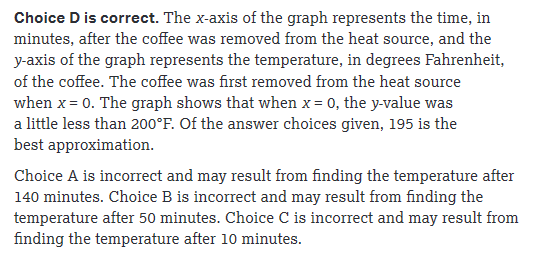 Choice D is correct. The x-axis of the graph represents the time, in
minutes, after the coffee was removed from the heat source, and the
y-axis of the graph represents the temperature, in degrees Fahrenheit,
of the coffee. The coffee was first removed from the heat source
when x = 0. The graph shows that when x = 0, the y-value was
a little less than 200°F. Of the answer choices given, 195 is the
best approximation.
Choice A is incorrect and may result from finding the temperature after
140 minutes. Choice B is incorrect and may result from finding the
temperature after 50 minutes. Choice C is incorrect and may result from
finding the temperature after 10 minutes.